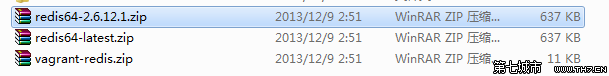 redis64-2.6.12.1.zip 2013/12/9 2:51 WinRAR ZIP 压缩... 637 KB
redis64-latest.zip 2013/12/9 2:51 WinRAR ZIP 压缩... 637 KB
vagrant-redis.zip 2013/12/9 2:51 WinRAR ZIP 压缩... 11 KB
第七城市 WWW.TH7.CN